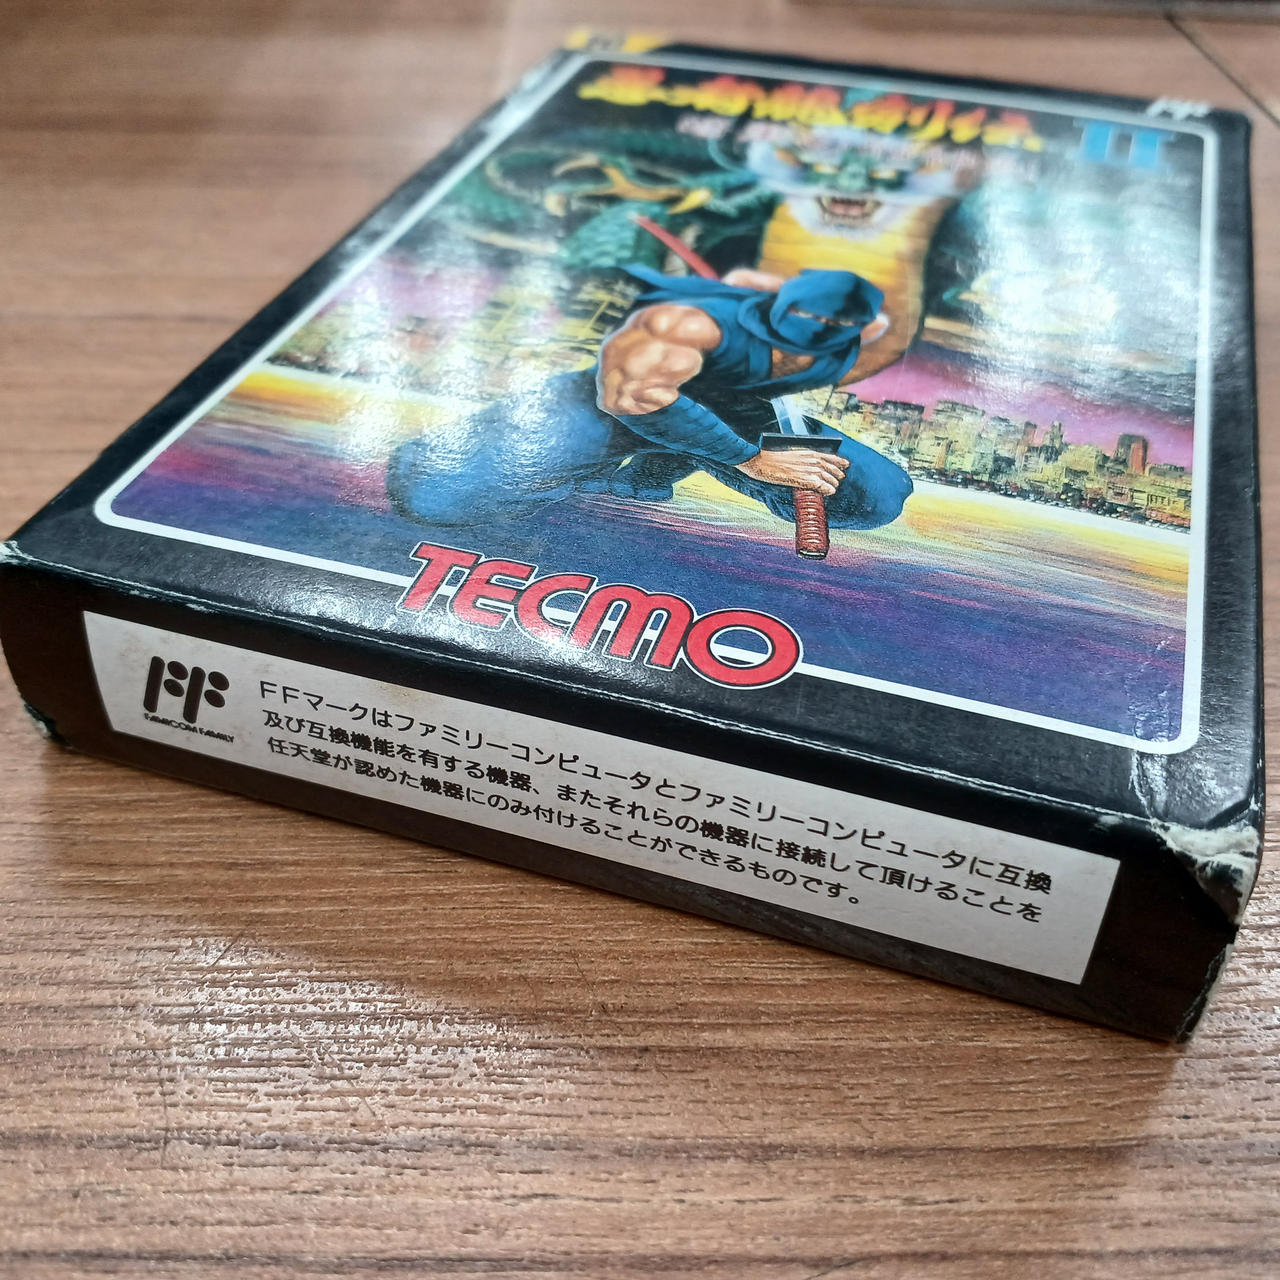 II
TECMO
FF
FAMICOM FAMILY
FFマークはファミリーコンピュータとファミリーコンピュータに互換
及び互換機能を有する機器、またそれらの機器に接続して頂けることを
任天堂が認めた機器にのみ付けることができるものです。